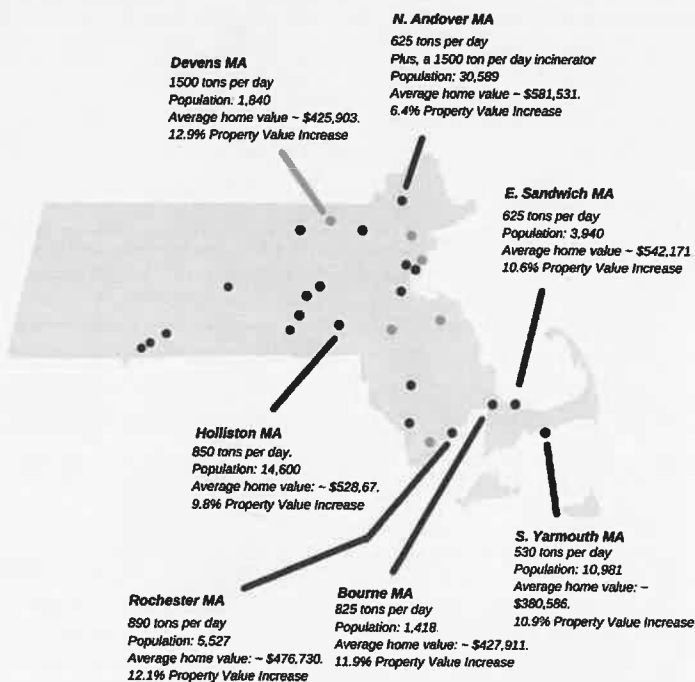 N. Andover MA
625 tons per day
Plus, a 1500 ton per day incinerator
Population: 30,589
Average home value ~ $581,531.
6.4% Property Value Increase
Devens MA
1500 tons per day
Population: 1,840
Average home value ~ $425,903.
12.9% Property Value Increase
E. Sandwich MA
625 tons per day
Population: 3,940
Average home value ~ $542,171
10.6% Property Value Increase
Holliston MA
850 tons per day.
Population: 14,600
Average home value: ~ $528,67.
9.8% Property Value Increase
S. Yarmouth MA
530 tons per day
Population: 10,981
Average home value: ~
$380,586.
10.9% Property Value Increase
Rochester MA
890 tons per day
Population: 5,527
Average home value: ~ $476,730.
12.1% Property Value Increase
Bourne MA
825 tons per day
Population: 1,418.
Average home value: ~ $427,911.
11.9% Property Value Increase